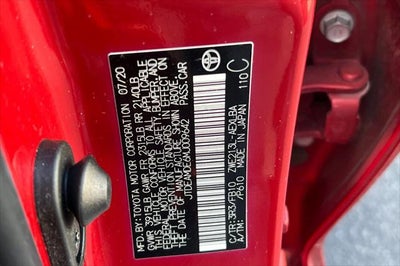 MFD. BY: TOYOTA MOTOR CORPORATION 07/20
GVWR 3915LB GAWR FR 2315LB RR 2140LB
THIS VEHICLE CONFORMS TO ALL APPLICABLE
FEDERAL MOTOR VEHICLE SAFETY, BUMPER, AND
THEFT PREVENTION STANDARDS IN EFFECT ON
THE DATE OF MANUFACTURE SHOWN ABOVE.
JTDEAMDE6MJ009642 PASS.CAR
C/TR: 3R3/FB10 ZWE213L-AEXLBA
A/TM: /P610 MADE IN JAPAN 110 C